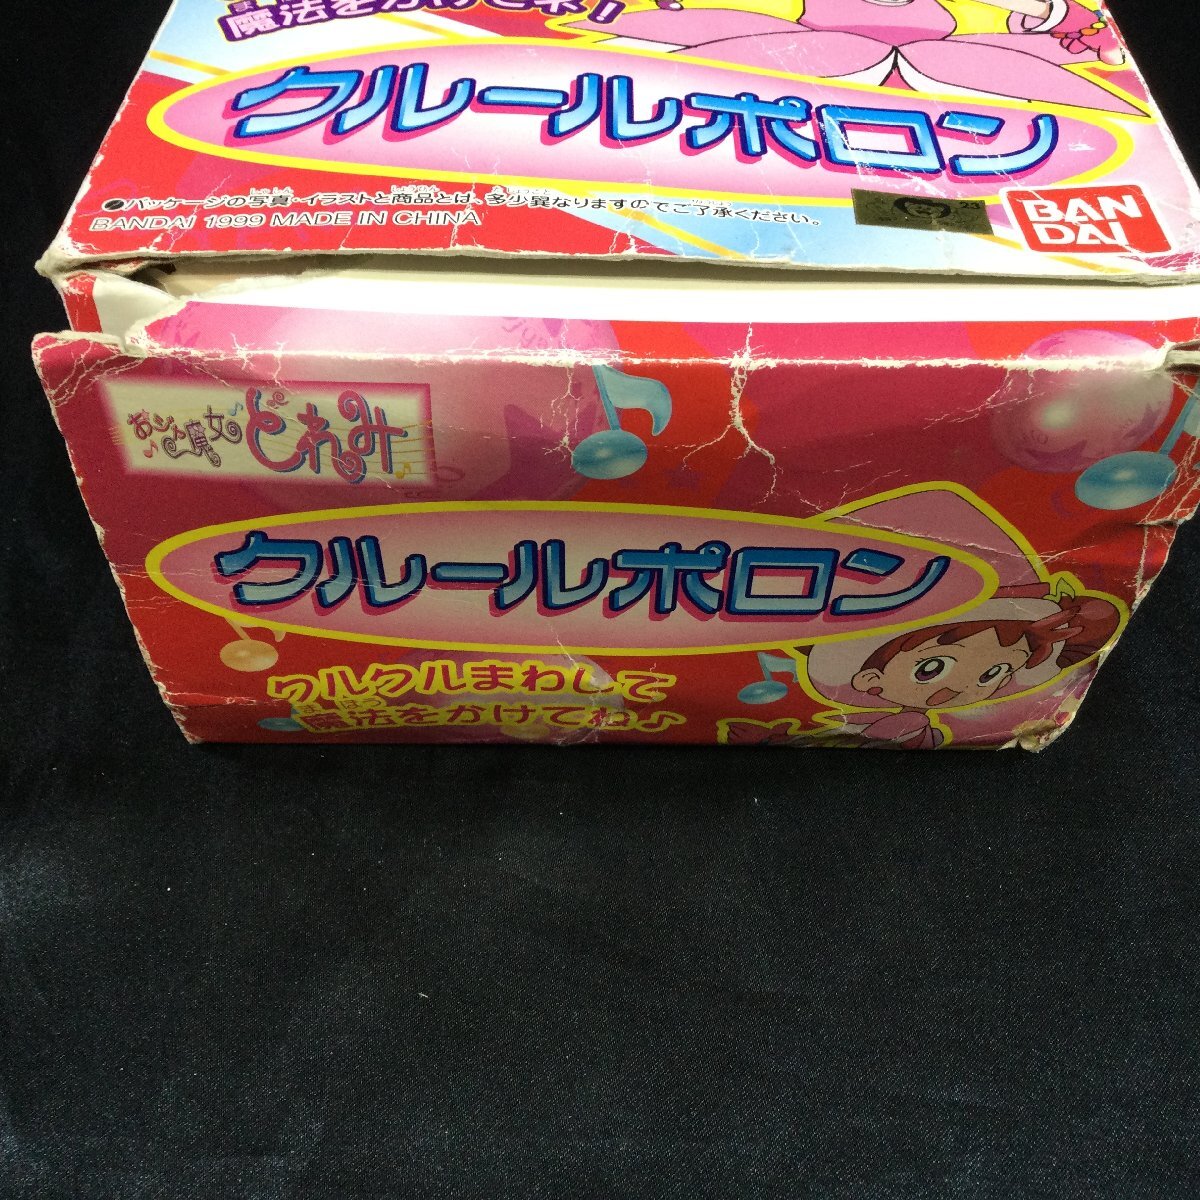 魔法をかけてネ!
クルールポロン
●パッケージの写真・イラストと商品とは、多少異なりますのでご了承ください。
BANDAI 1999 MADE IN CHINA
BAN
DAI
おジャ魔女
どれみ
クルールポロン
クルクルまわして
魔法をかけてね♪